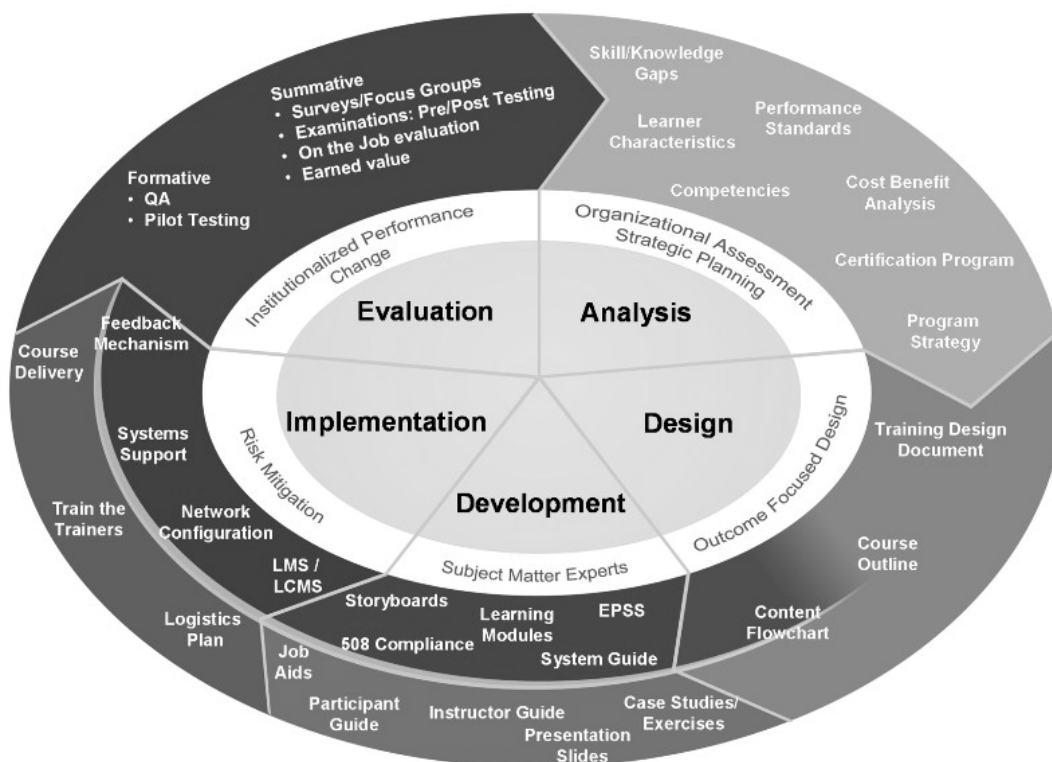 Summative
• Surveys/Focus Groups
• Examinations: Pre/Post Testing
• On the Job evaluation
• Earned value
Formative
• QA
• Pilot Testing
Skill/Knowledge
Gaps
Performance
Standards
Learner
Characteristics
Competencies
Cost Benefit
Analysis
Certification Program
Program
Strategy
Institutionalized Performance
Change
Organizational Assessment
Strategic Planning
Evaluation
Analysis
Implementation
Design
Development
Risk Mitigation
Outcome Focused Design
Subject Matter Experts
Training Design
Document
Course
Outline
Content
Flowchart
Feedback
Mechanism
Course
Delivery
Systems
Support
Train the
Trainers
Network
Configuration
LMS /
LCMS
Logistics
Plan
Storyboards
Learning
Modules
EPSS
508 Compliance
System Guide
Job
Aids
Participant
Guide
Instructor Guide
Presentation
Slides
Case Studies/
Exercises